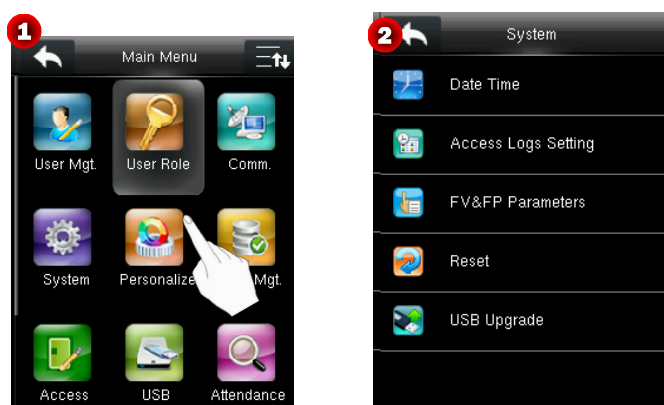 1
Main Menu
User Mgt.
User Role
Comm.
System
Personalize
Mgt.
Access
USB
Attendance
2
System
Date Time
Access Logs Setting
FV&FP Parameters
Reset
USB Upgrade